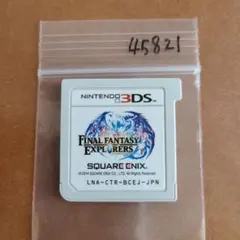 45821
NINTENDO 3DS
FINAL FANTASY
EXPLORERS
SQUARE ENIX
LNA-CTR-BCEJ-JPN